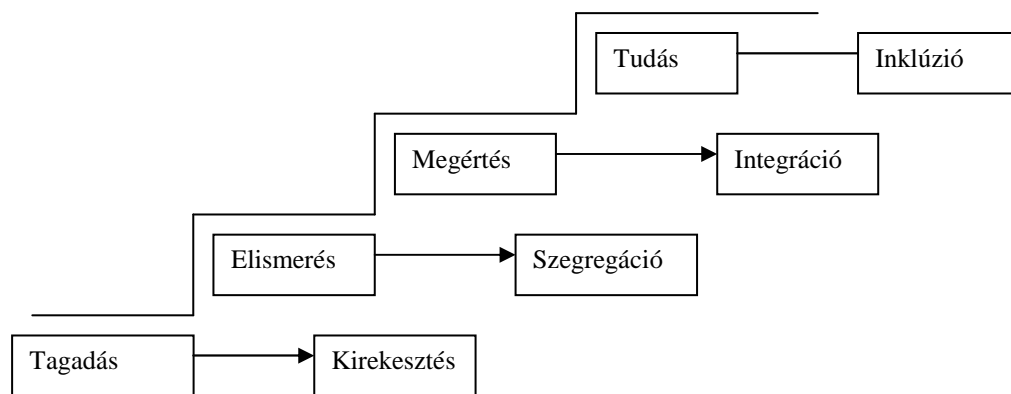 Tudás Inklúzió
Megértés Integráció
Elismerés Szegregáció
Tagadás Kirekesztés